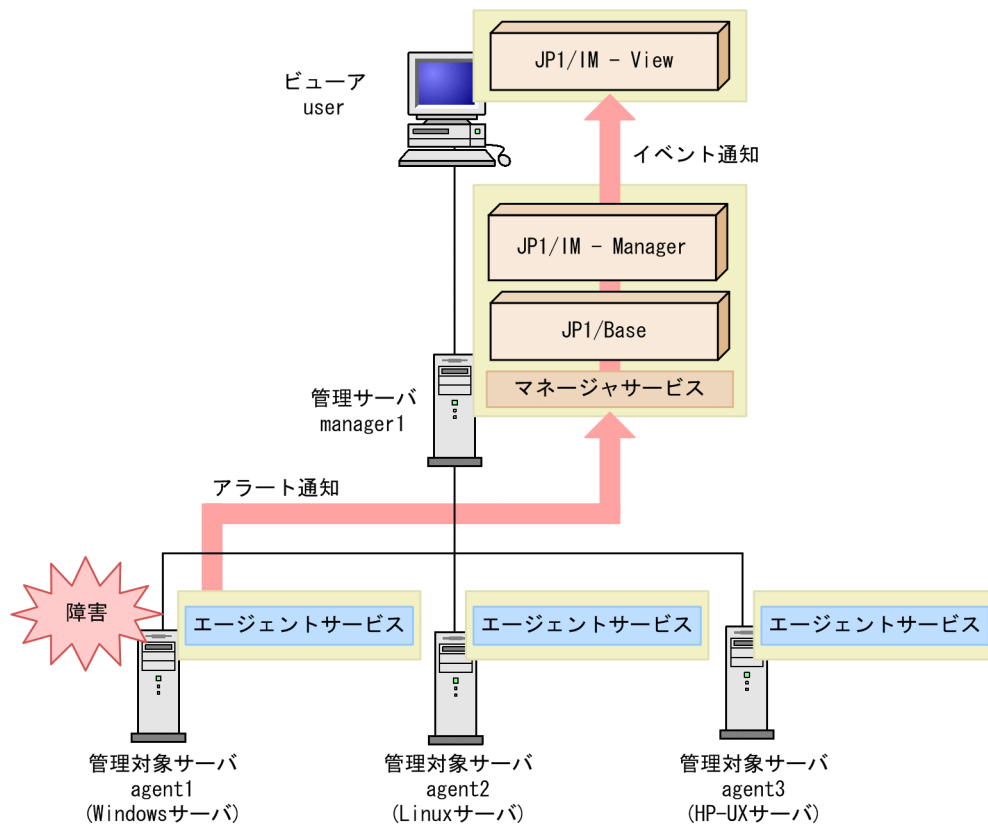 JP1/IM - View
ビューア
user
イベント通知
JP1/IM - Manager
JP1/Base
マネージャサービス
管理サーバ
manager1
アラート通知
障害
エージェントサービス
エージェントサービス
エージェントサービス
管理対象サーバ
agent1
(Windowsサーバ)
管理対象サーバ
agent2
(Linuxサーバ)
管理対象サーバ
agent3
(HP-UXサーバ)